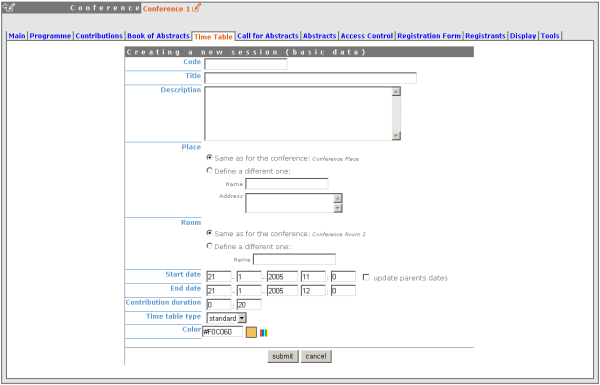 Conference Conference 1
Main Programme Contributions Book of Abstracts Time Table Call for Abstracts Abstracts Access Control Registration Form Registrants Display Tools
Creating a new session (basic data)
Code
Title
Description
Place
Same as for the conference: Conference Place
Define a different one:
Name
Address
Room
Same as for the conference: Conference Room 2
Define a different one:
Name
Start date 21 - 1 - 2005 11 : 0 update parents dates
End date 21 - 1 - 2005 12 : 0
Contribution duration 0 : 20
Time table type standard
Color #F0C060
submit cancel